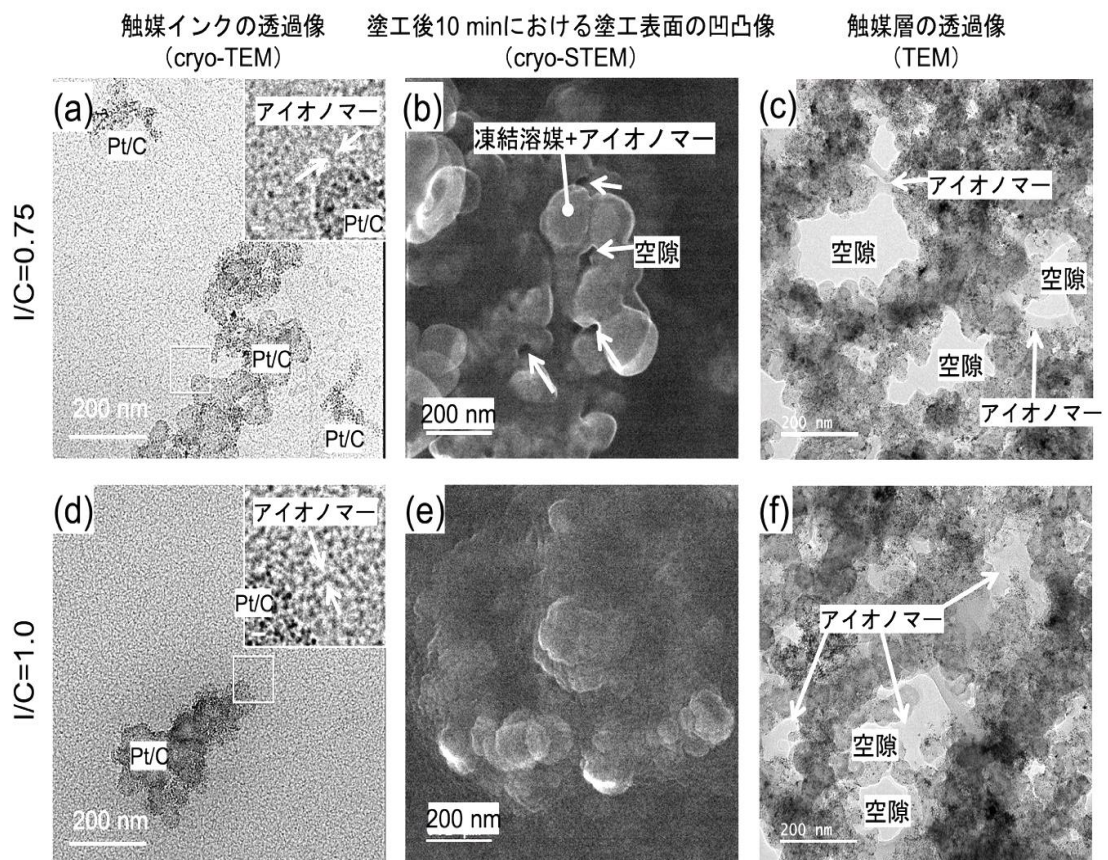 触媒インクの透過像
(cryo-TEM)
塗工後10 minにおける塗工表面の凹凸像
(cryo-STEM)
触媒層の透過像
(TEM)
I/C=0.75
(a)
アイオノマー
Pt/C
Pt/C
Pt/C
Pt/C
200 nm
(b)
凍結溶媒+アイオノマー
空隙
200 nm
(c)
アイオノマー
空隙
空隙
空隙
アイオノマー
200 nm
I/C=1.0
(d)
アイオノマー
Pt/C
Pt/C
200 nm
(e)
200 nm
(f)
アイオノマー
空隙
空隙
200 nm